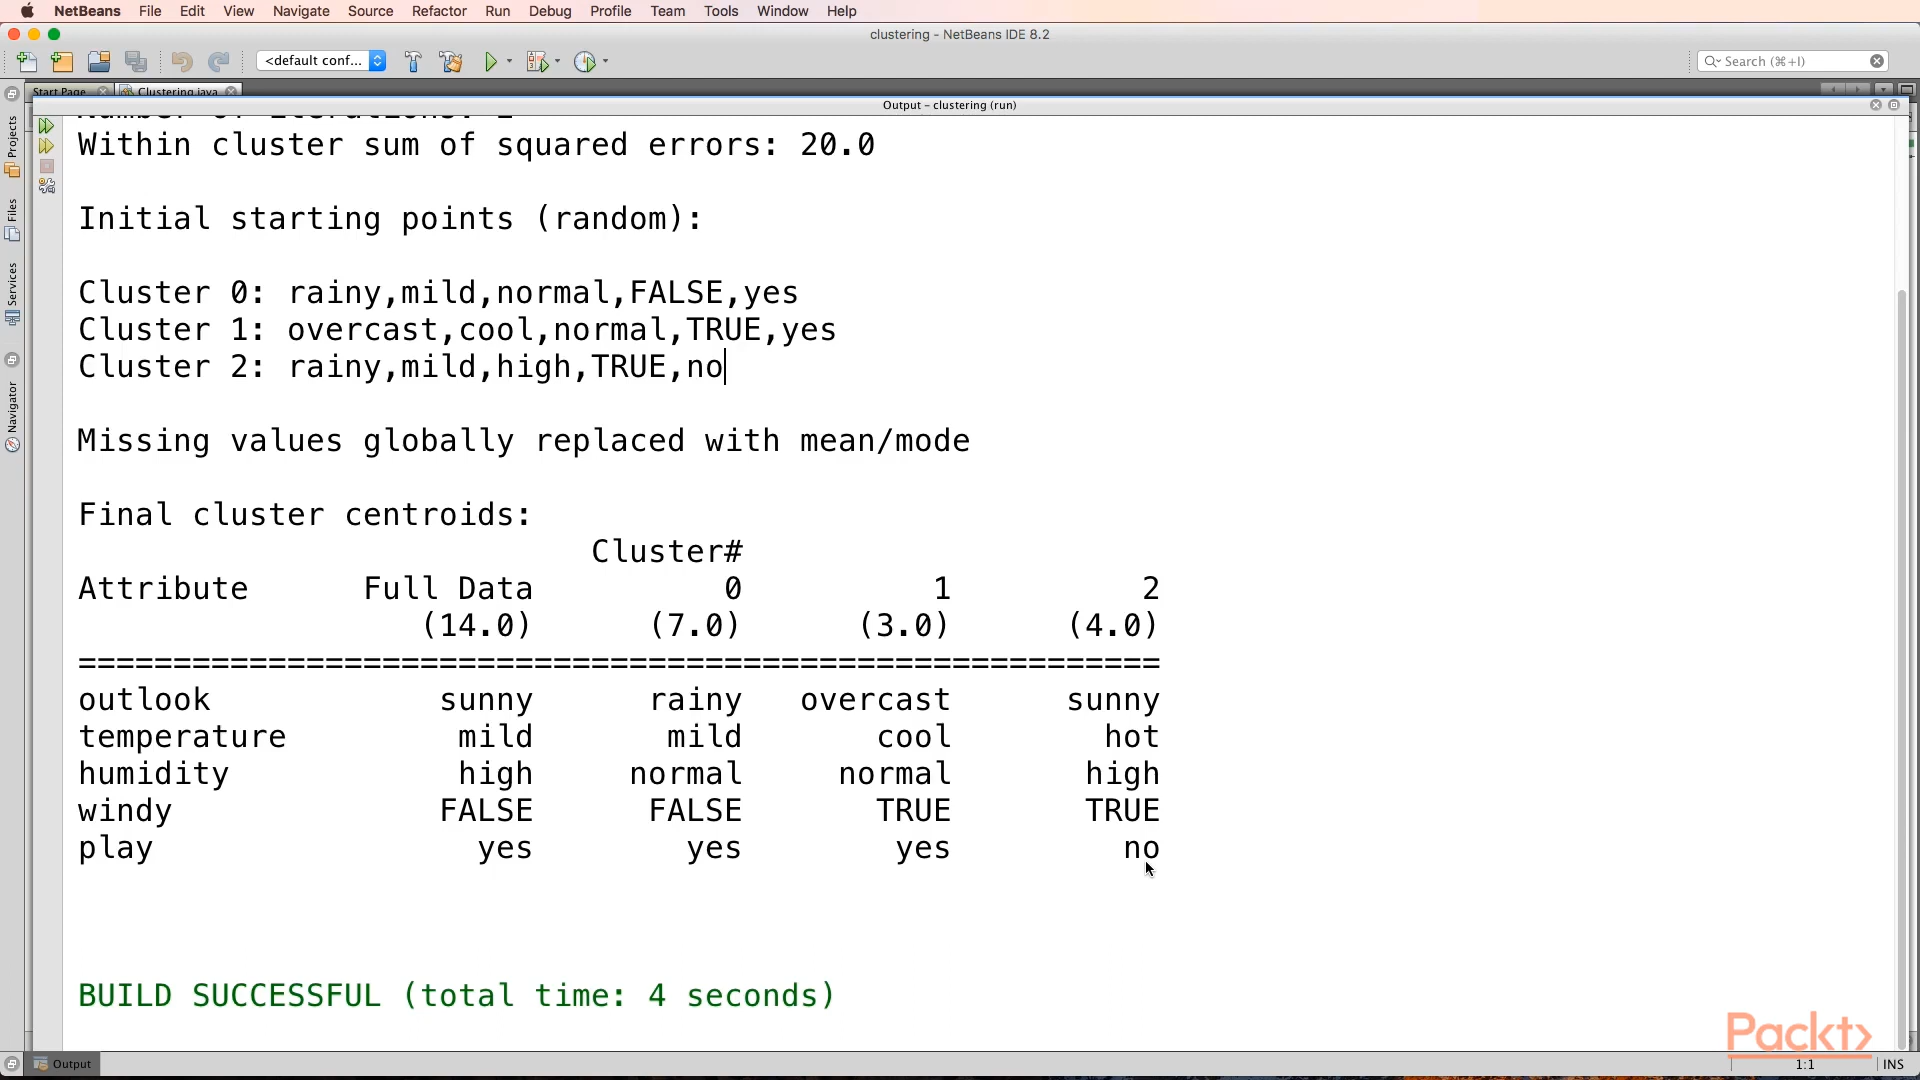 NetBeans File Edit View Navigate Source Refactor Run Debug Profile Team Tools Window Help
clustering - NetBeans IDE 8.2
<default conf...
Search (⌘+I)
Start Page Clustering.java
Output - clustering (run)
Number of iterations:
Within cluster sum of squared errors: 20.0
Initial starting points (random):
Cluster 0: rainy,mild,normal,FALSE,yes
Cluster 1: overcast,cool,normal,TRUE,yes
Cluster 2: rainy,mild,high,TRUE,no
Missing values globally replaced with mean/mode
Final cluster centroids:
Cluster#
Attribute Full Data 0 1 2
(14.0) (7.0) (3.0) (4.0)
=========================================================
outlook sunny rainy overcast sunny
temperature mild mild cool hot
humidity high normal normal high
windy FALSE FALSE TRUE TRUE
play yes yes yes no
BUILD SUCCESSFUL (total time: 4 seconds)
Projects
Files
Services
Navigator
Packt>
Output
1:1 INS